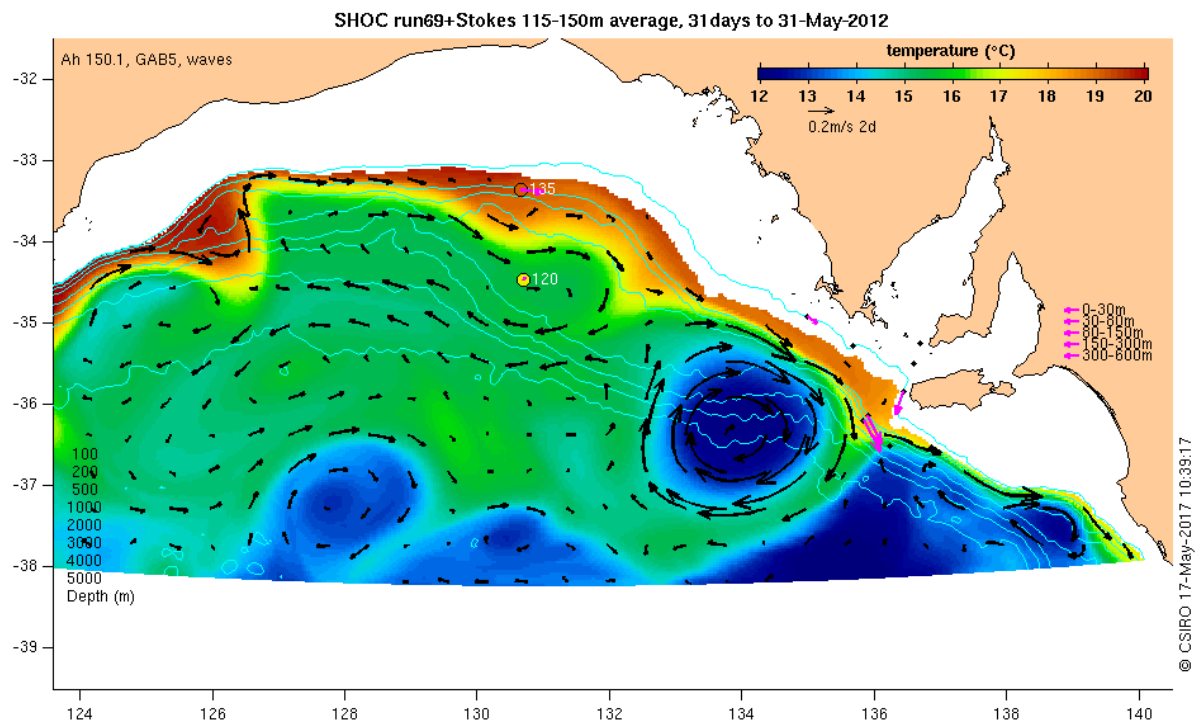 SHOC run69+Stokes 115-150m average, 31days to 31-May-2012
Ah 150.1, GAB5, waves
temperature (°C)
12 13 14 15 16 17 18 19 20
0.2m/s 2d
-32
-33
-34
-35
-36
-37
-38
-39
135
120
0-30m
30-80m
80-150m
150-300m
300-600m
100
200
500
1000
2000
3000
4000
5000
Depth (m)
124 126 128 130 132 134 136 138 140
© CSIRO 17-May-2017 10:39:17